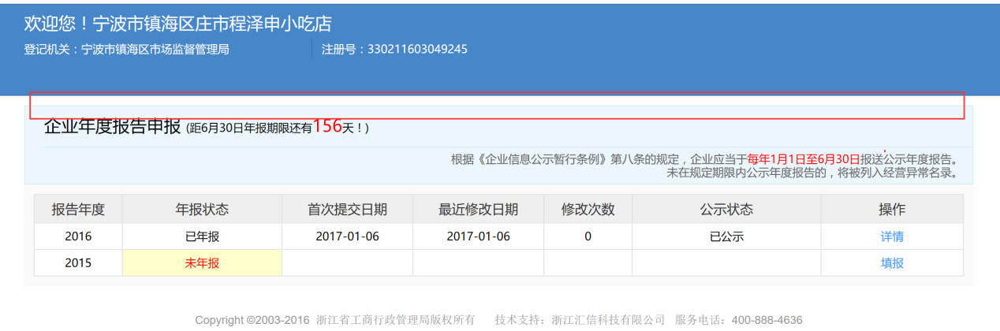 欢迎您！宁波市镇海区庄市程泽申小吃店
登记机关：宁波市镇海区市场监督管理局 注册号：330211603049245
企业年度报告申报 (距6月30日年报期限还有156天！)
根据《企业信息公示暂行条例》第八条的规定，企业应当于每年1月1日至6月30日报送公示年度报告。
未在规定期限内公示年度报告的，将被列入经营异常名录。
报告年度 年报状态 首次提交日期 最近修改日期 修改次数 公示状态 操作
2016 已年报 2017-01-06 2017-01-06 0 已公示 详情
2015 未年报 填报
Copyright ©2003-2016 浙江省工商行政管理局版权所有 技术支持：浙江汇信科技有限公司 服务电话：400-888-4636